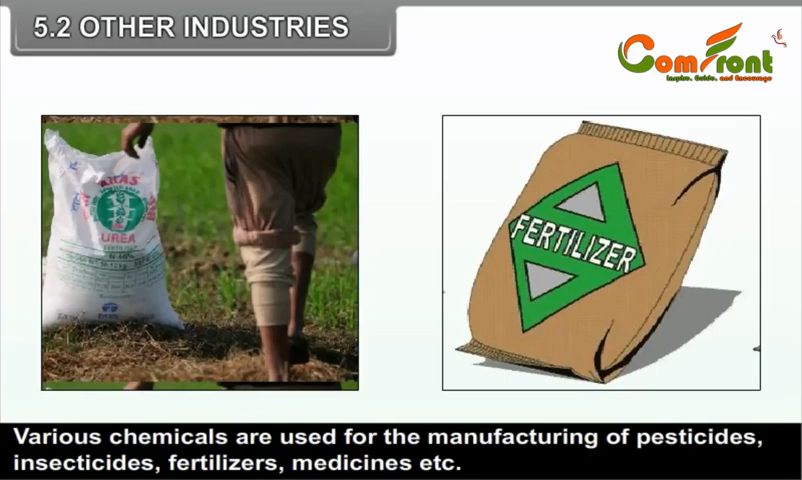 5.2 OTHER INDUSTRIES
ComFront
Inspire, Guide, and Encourage
UREA
FERTILIZER
Various chemicals are used for the manufacturing of pesticides,
insecticides, fertilizers, medicines etc.